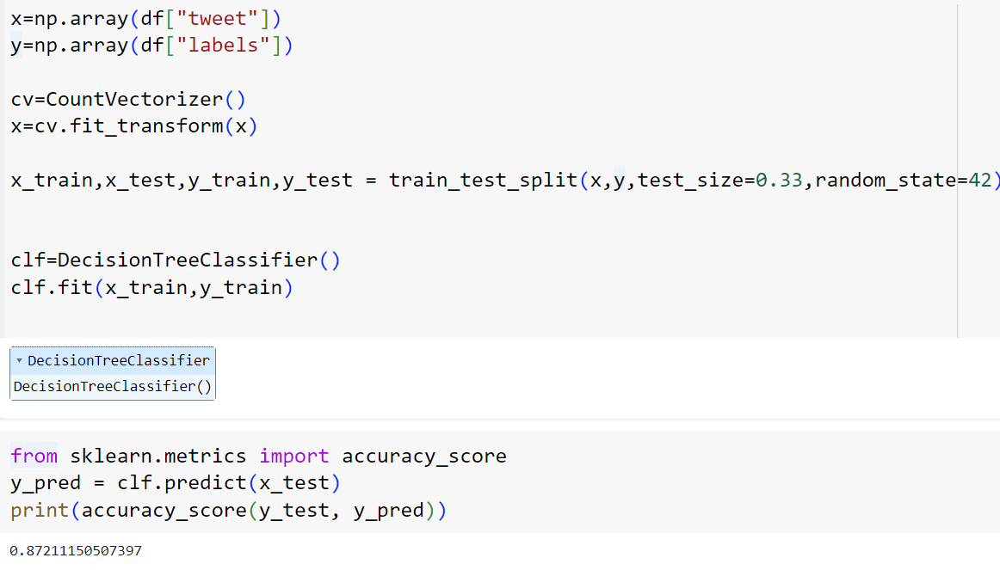 x=np.array(df["tweet"])
y=np.array(df["labels"])
cv=CountVectorizer()
x=cv.fit_transform(x)
x_train,x_test,y_train,y_test = train_test_split(x,y,test_size=0.33,random_state=42)
clf=DecisionTreeClassifier()
clf.fit(x_train,y_train)
▾ DecisionTreeClassifier
DecisionTreeClassifier()
from sklearn.metrics import accuracy_score
y_pred = clf.predict(x_test)
print(accuracy_score(y_test, y_pred))
0.87211150507397